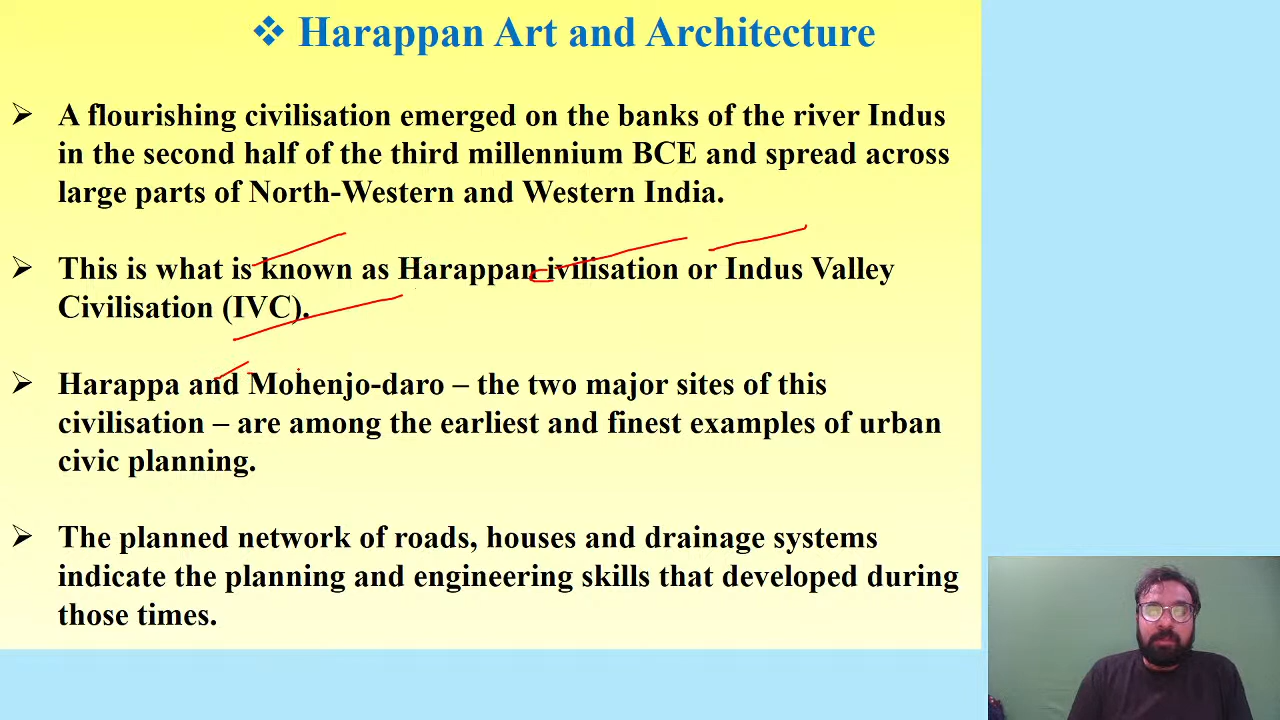 ❖ Harappan Art and Architecture
➢ A flourishing civilisation emerged on the banks of the river Indus
in the second half of the third millennium BCE and spread across
large parts of North-Western and Western India.
➢ This is what is known as Harappan ivilisation or Indus Valley
Civilisation (IVC).
➢ Harappa and Mohenjo-daro – the two major sites of this
civilisation – are among the earliest and finest examples of urban
civic planning.
➢ The planned network of roads, houses and drainage systems
indicate the planning and engineering skills that developed during
those times.